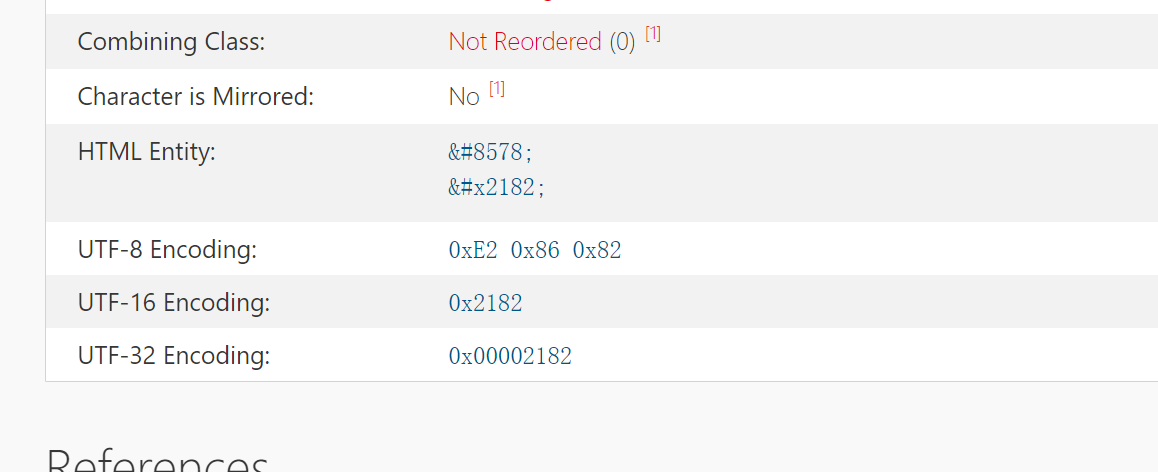 Combining Class: Not Reordered (0) [1]
Character is Mirrored: No [1]
HTML Entity: &#8578;
&#x2182;
UTF-8 Encoding: 0xE2 0x86 0x82
UTF-16 Encoding: 0x2182
UTF-32 Encoding: 0x00002182
References